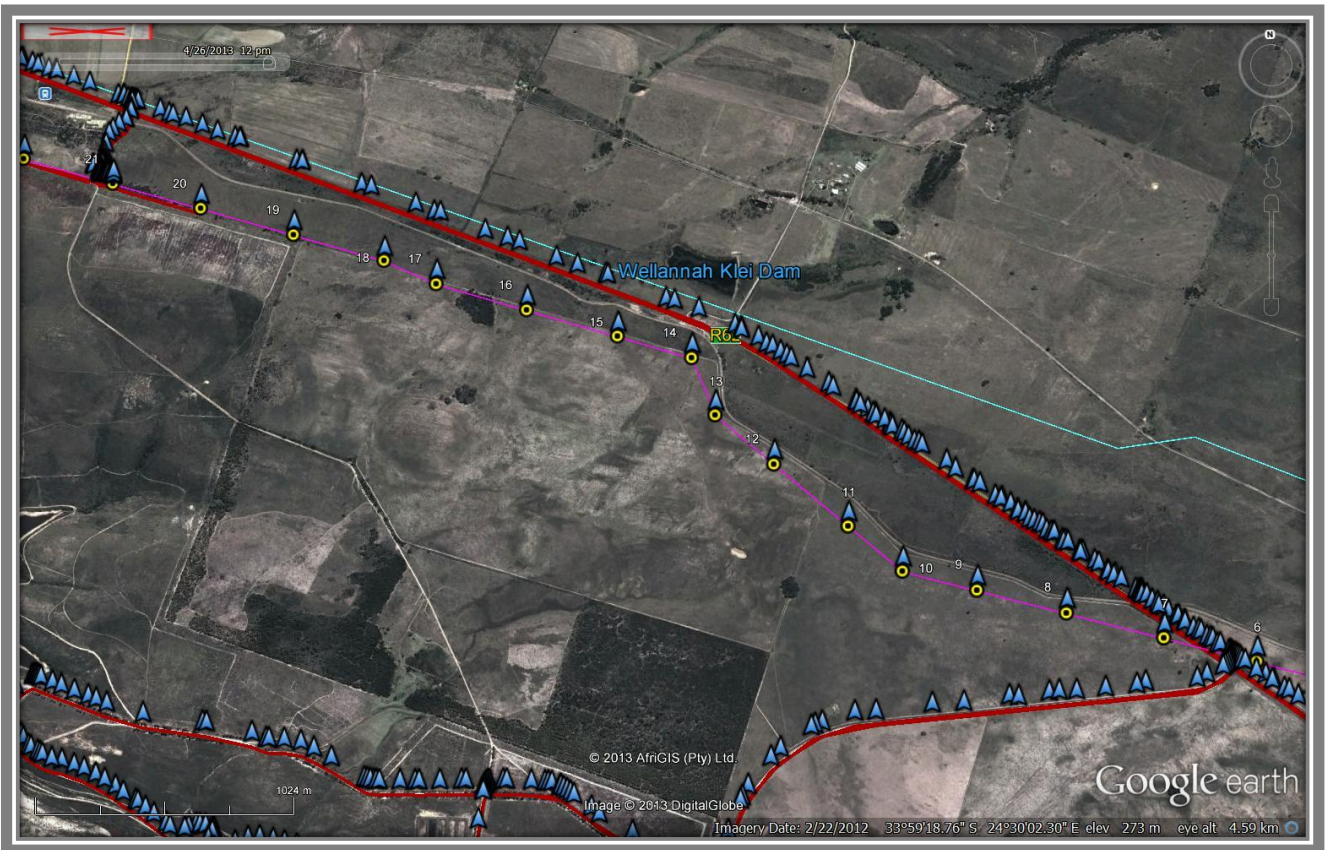 N
4/26/2013 12 pm
21
20
19
18
17
16
15
14
13
12
11
10
9
8
7
6
Wellannah Klei Dam
R62
© 2013 AfriGIS (Pty) Ltd.
Image © 2013 DigitalGlobe
1024 m
Google earth
Imagery Date: 2/22/2012 33°59'18.76" S 24°30'02.30" E elev 273 m eye alt 4.59 km